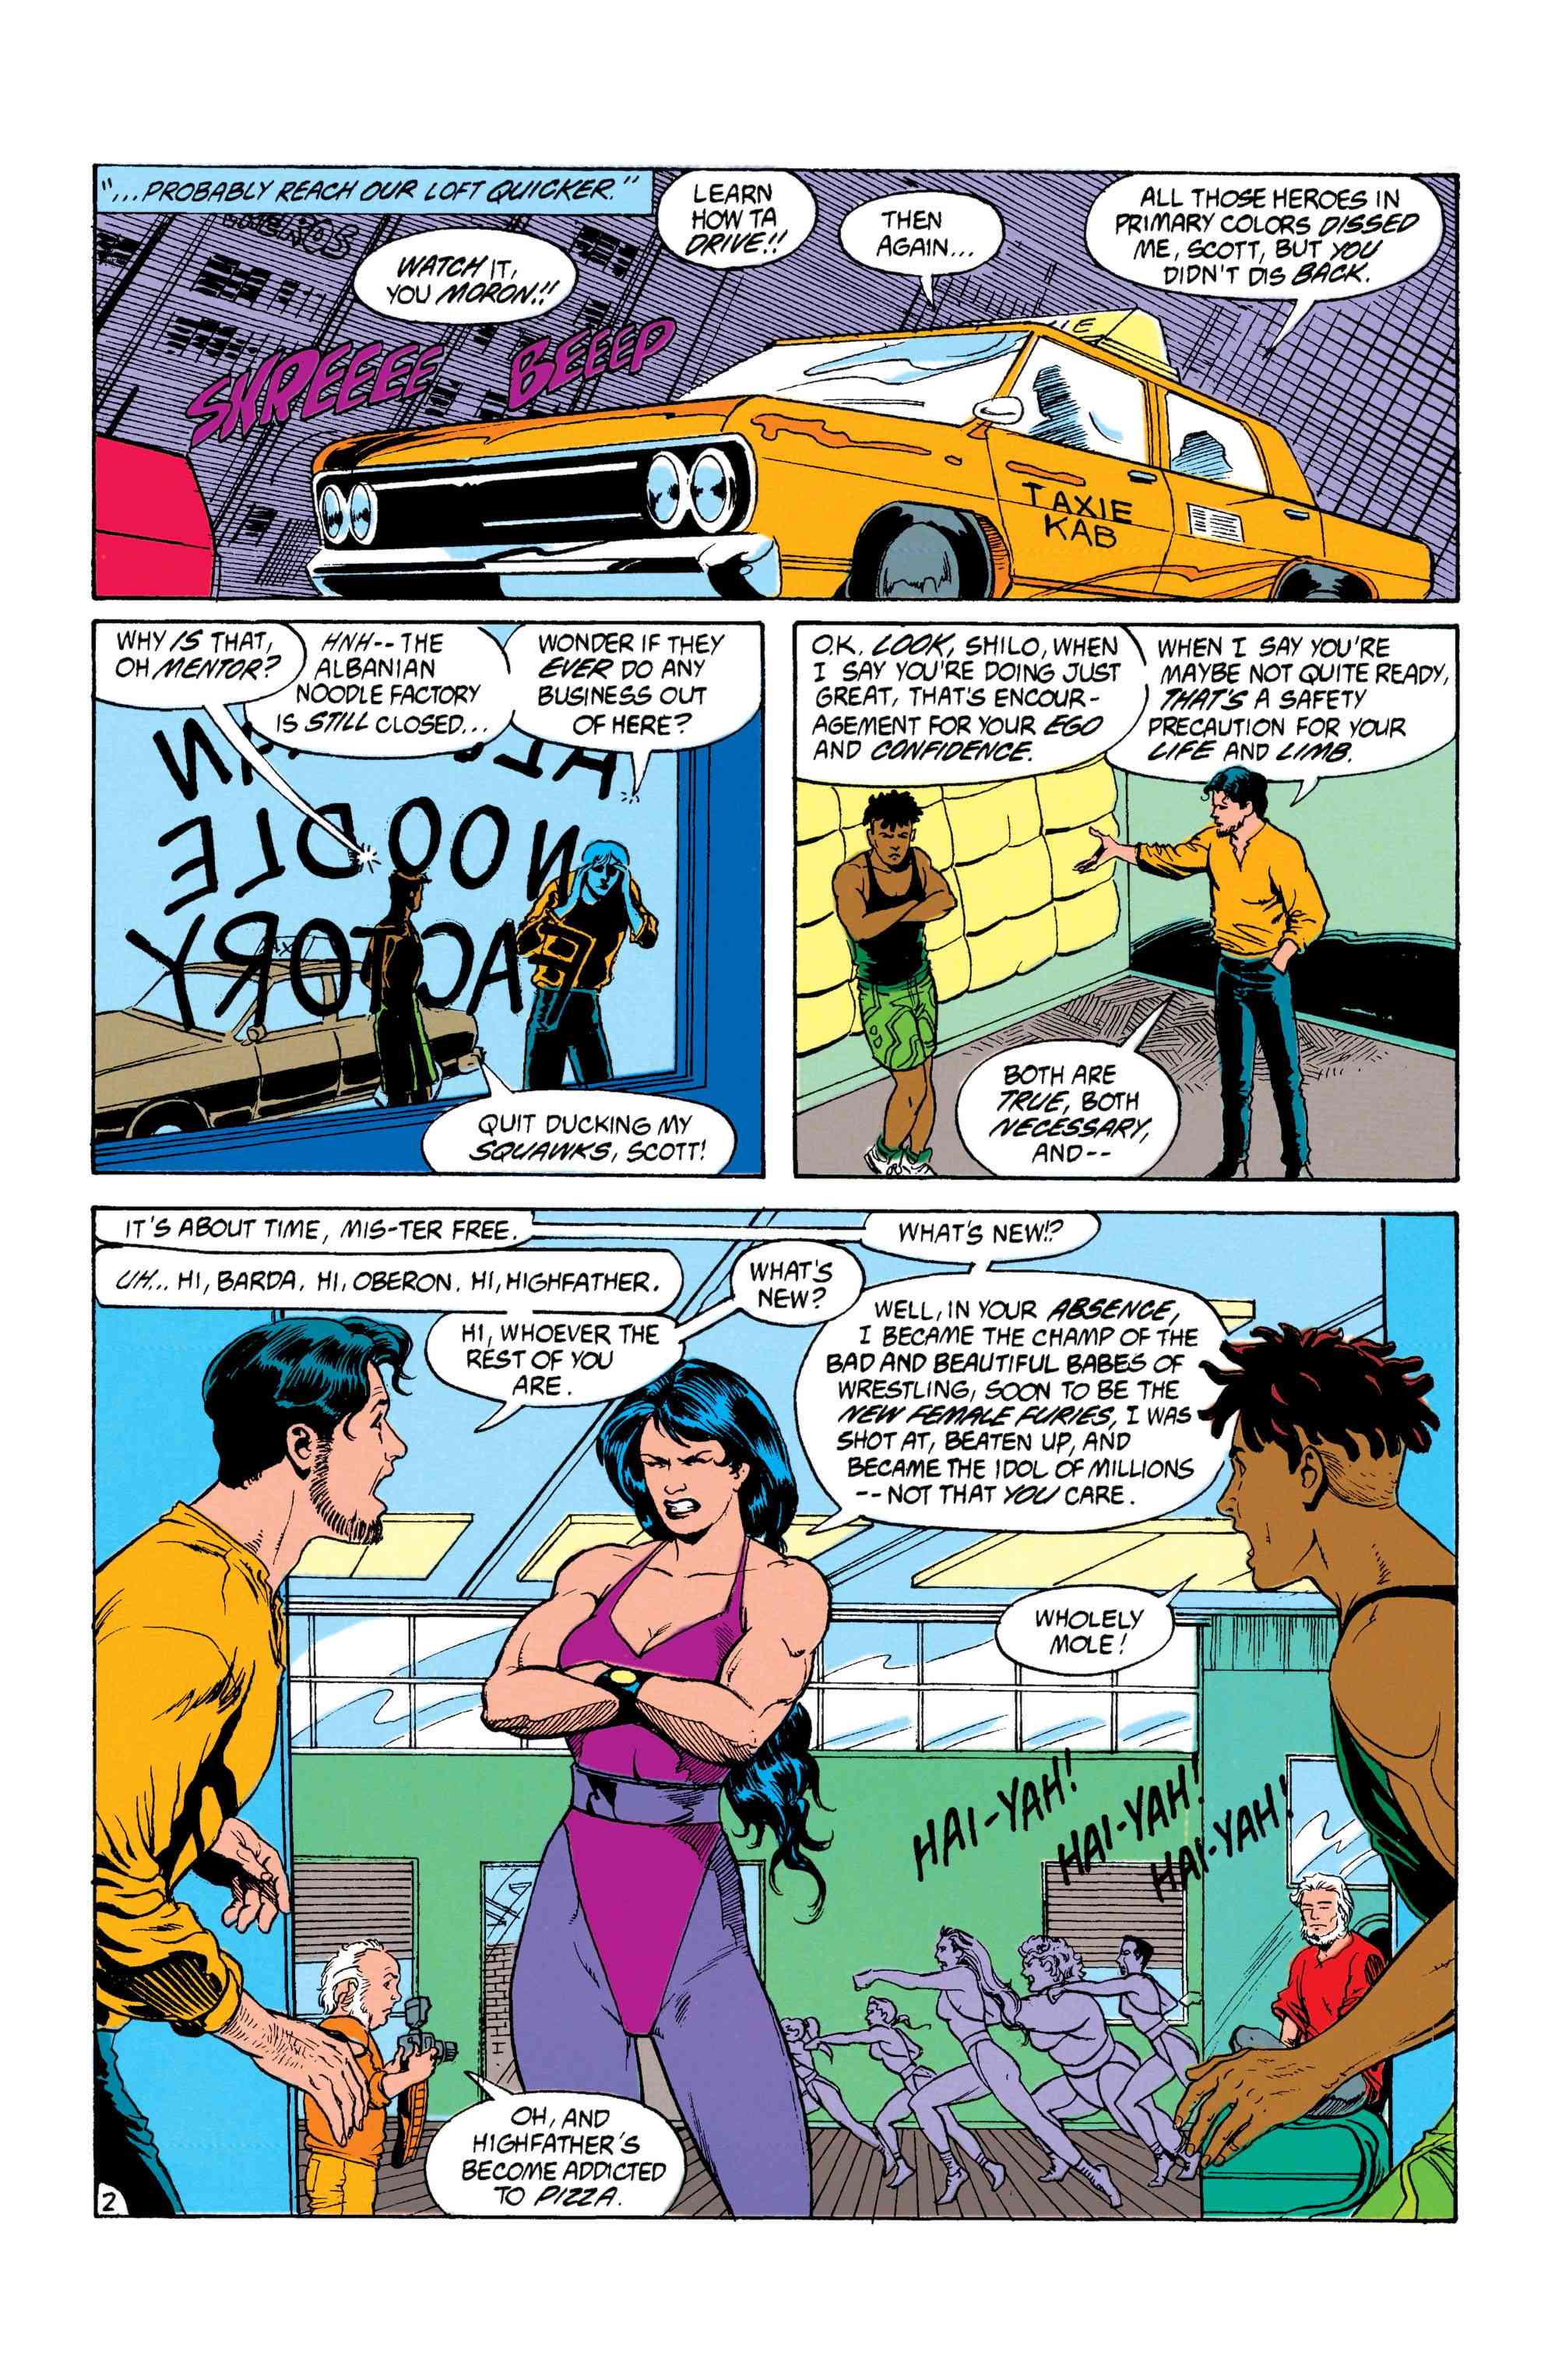 "...PROBABLY REACH OUR LOFT QUICKER."
WATCH IT,
YOU MORON!!
LEARN
HOW TA
DRIVE!!
THEN
AGAIN...
ALL THOSE HEROES IN
PRIMARY COLORS DISSED
ME, SCOTT, BUT YOU
DIDN'T DIS BACK.
SKREEEE
BEEEP
TAXIE
KAB
WHY IS THAT,
OH MENTOR?
HNH-- THE
ALBANIAN
NOODLE FACTORY
IS STILL CLOSED...
WONDER IF THEY
EVER DO ANY
BUSINESS OUT
OF HERE?
NOODLE
FACTORY
QUIT DUCKING MY
SQUAWKS, SCOTT!
O.K. LOOK, SHILO, WHEN
I SAY YOU'RE DOING JUST
GREAT, THAT'S ENCOUR-
AGEMENT FOR YOUR EGO
AND CONFIDENCE.
WHEN I SAY YOU'RE
MAYBE NOT QUITE READY,
THAT'S A SAFETY
PRECAUTION FOR YOUR
LIFE AND LIMB.
BOTH ARE
TRUE, BOTH
NECESSARY,
AND--
IT'S ABOUT TIME, MIS-TER FREE.
UH... HI, BARDA. HI, OBERON. HI, HIGHFATHER.
HI, WHOEVER THE
REST OF YOU
ARE.
WHAT'S
NEW?
WHAT'S NEW!?
WELL, IN YOUR ABSENCE,
I BECAME THE CHAMP OF THE
BAD AND BEAUTIFUL BABES OF
WRESTLING, SOON TO BE THE
NEW FEMALE FURIES, I WAS
SHOT AT, BEATEN UP, AND
BECAME THE IDOL OF MILLIONS
-- NOT THAT YOU CARE.
WHOLELY
MOLE!
HAI-YAH!
HAI-YAH!
HAI-YAH!
OH, AND
HIGHFATHER'S
BECOME ADDICTED
TO PIZZA.
2